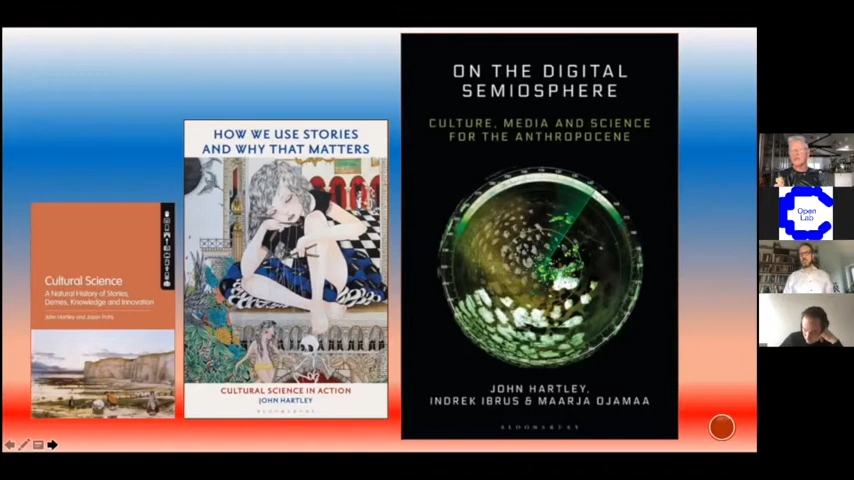 Cultural Science
A Natural History of Stories,
Demes, Knowledge and Innovation
John Hartley and Jason Potts
HOW WE USE STORIES
AND WHY THAT MATTERS
CULTURAL SCIENCE IN ACTION
JOHN HARTLEY
BLOOMSBURY
ON THE DIGITAL
SEMIOSPHERE
CULTURE, MEDIA AND SCIENCE
FOR THE ANTHROPOCENE
JOHN HARTLEY,
INDREK IBRUS & MAARJA OJAMAA
BLOOMSBURY
Open
Lab